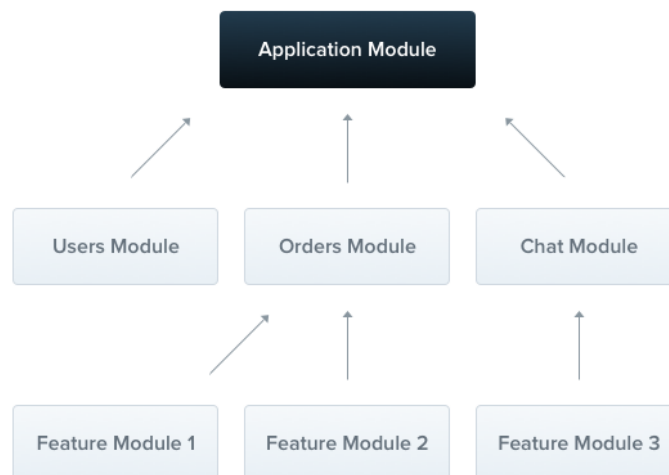 Application Module
Users Module
Orders Module
Chat Module
Feature Module 1
Feature Module 2
Feature Module 3